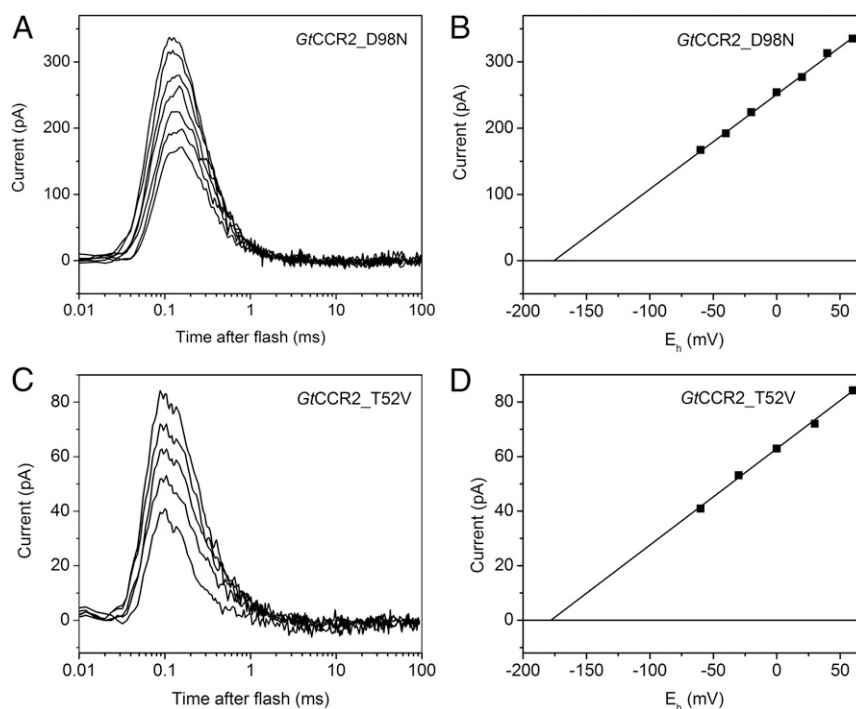 A
GtCCR2_D98N
300
200
100
0
Current (pA)
0.01 0.1 1 10 100
Time after flash (ms)
B
GtCCR2_D98N
300
200
100
0
Current (pA)
-200 -150 -100 -50 0 50
Eh (mV)
C
GtCCR2_T52V
80
60
40
20
0
Current (pA)
0.01 0.1 1 10 100
Time after flash (ms)
D
GtCCR2_T52V
80
60
40
20
0
Current (pA)
-200 -150 -100 -50 0 50
Eh (mV)